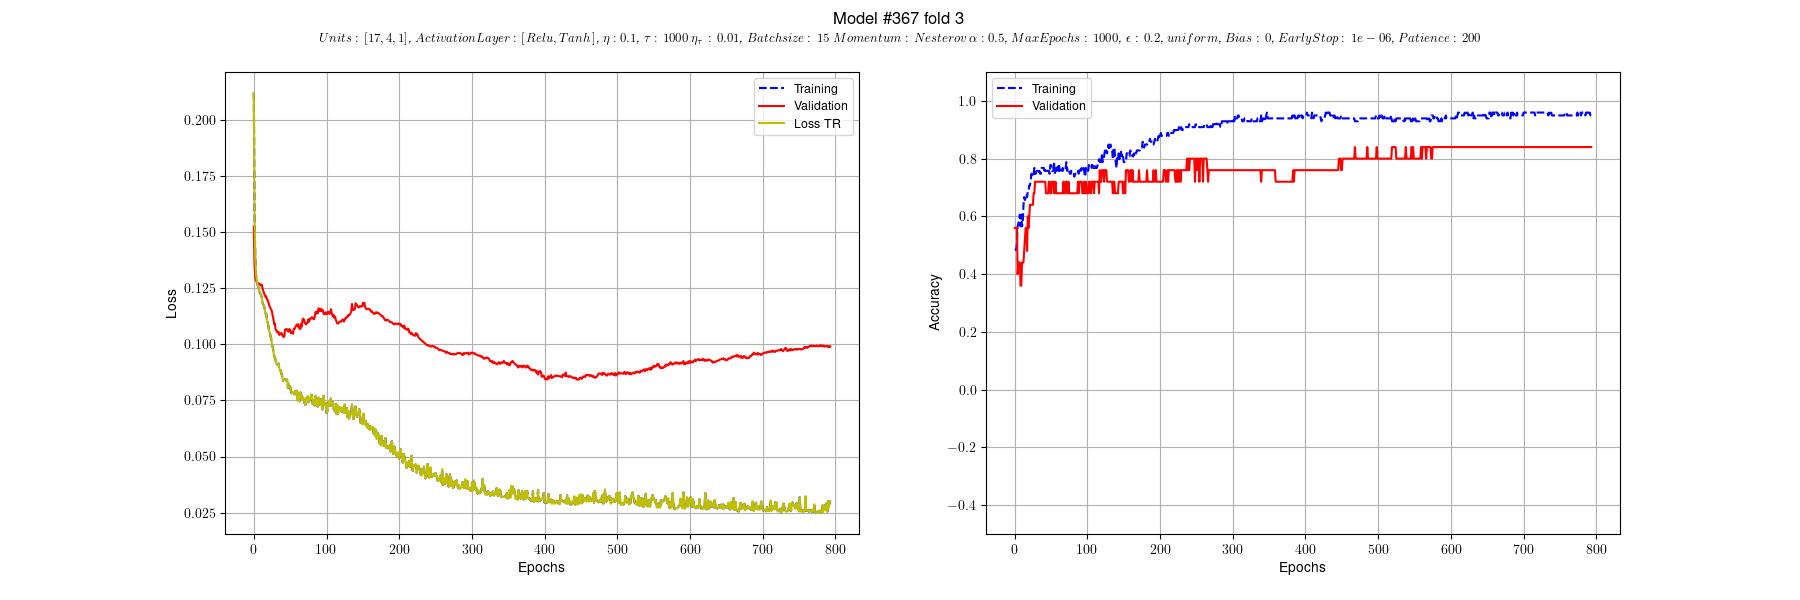 Model #367 fold 3
Units : [17, 4, 1], ActivationLayer : [Relu, Tanh], η : 0.1, τ : 1000 ητ : 0.01, Batchsize : 15 Momentum : Nesterov α : 0.5, MaxEpochs : 1000, ϵ : 0.2, uniform, Bias : 0, EarlyStop : 1e − 06, Patience : 200
Training
Validation
Loss TR
0.200
0.175
0.150
0.125
0.100
0.075
0.050
0.025
Loss
0 100 200 300 400 500 600 700 800
Epochs
Training
Validation
1.0
0.8
0.6
0.4
0.2
0.0
−0.2
−0.4
Accuracy
0 100 200 300 400 500 600 700 800
Epochs